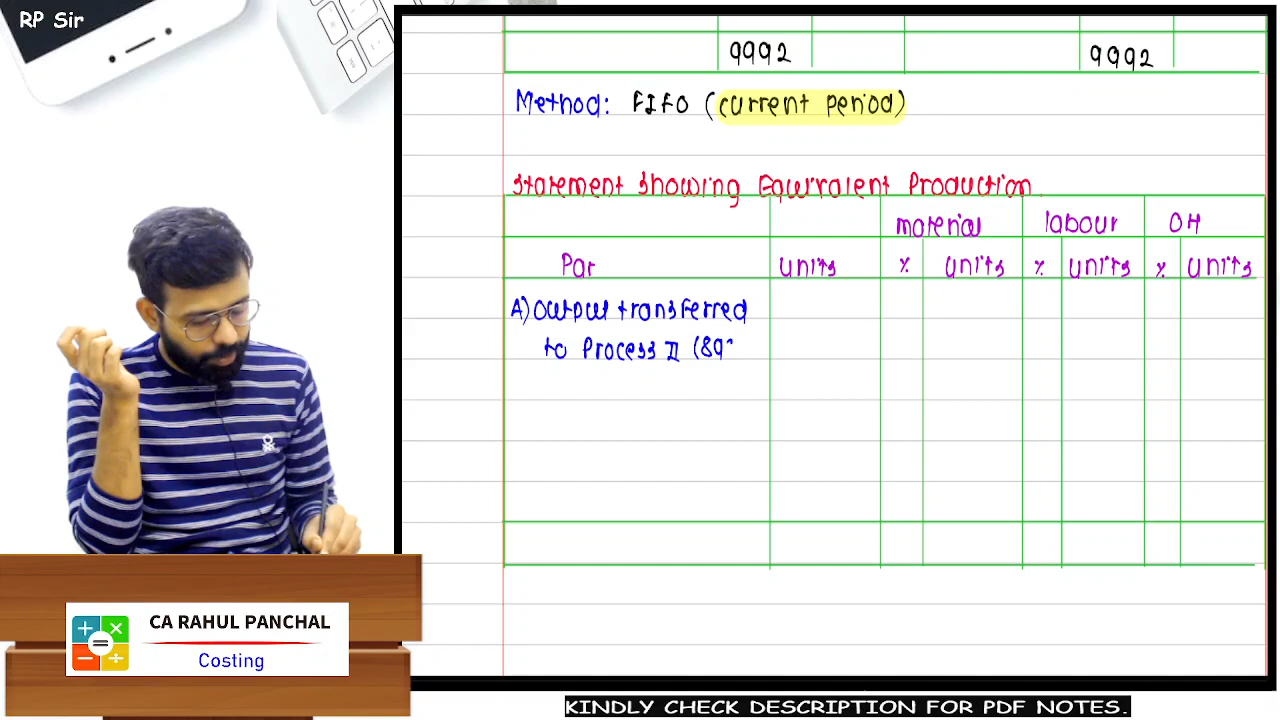 RP Sir
9992 9992
Method: FIFO (current period)
Statement Showing Equivalent Production.
material labour OH
Par units % units % units % units
A) Output transferred
to Process II (89
CA RAHUL PANCHAL
Costing
KINDLY CHECK DESCRIPTION FOR PDF NOTES.